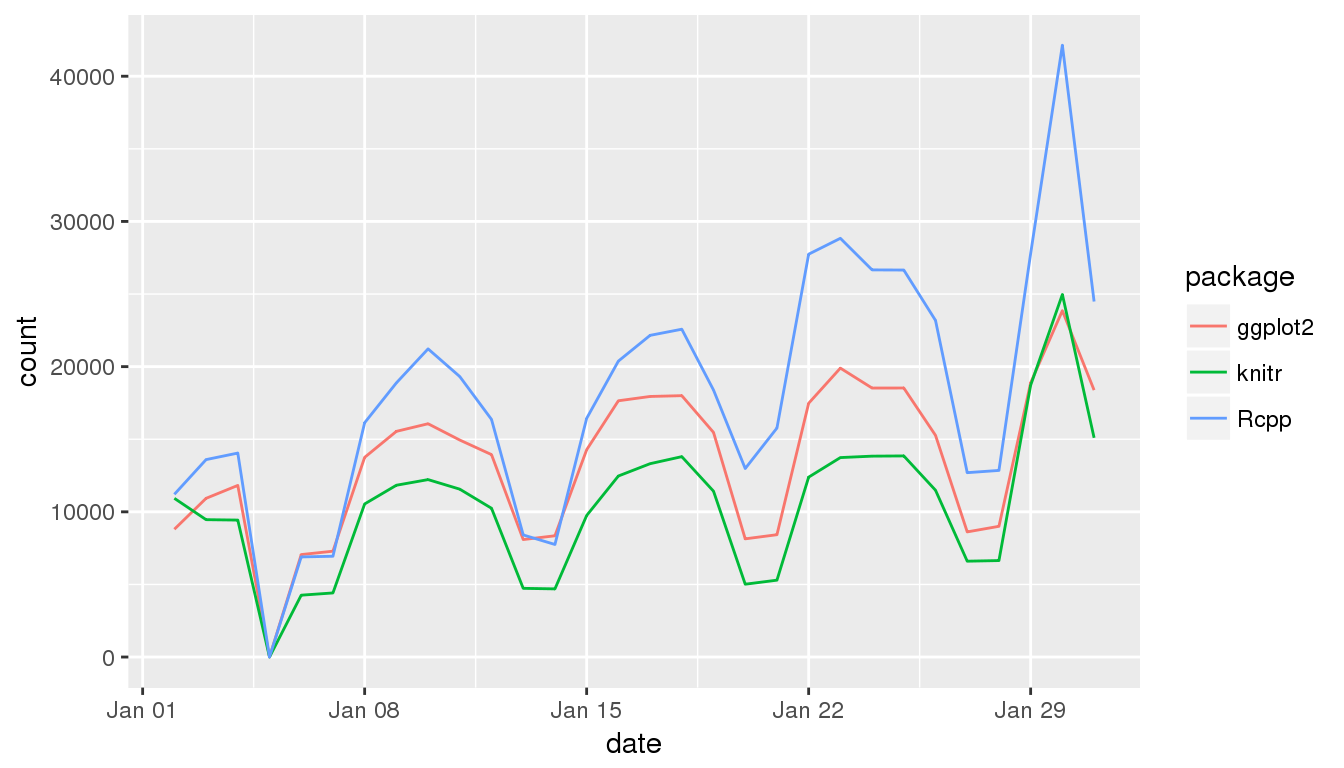 40000
30000
20000
10000
0
count
Jan 01 Jan 08 Jan 15 Jan 22 Jan 29
date
package
ggplot2
knitr
Rcpp